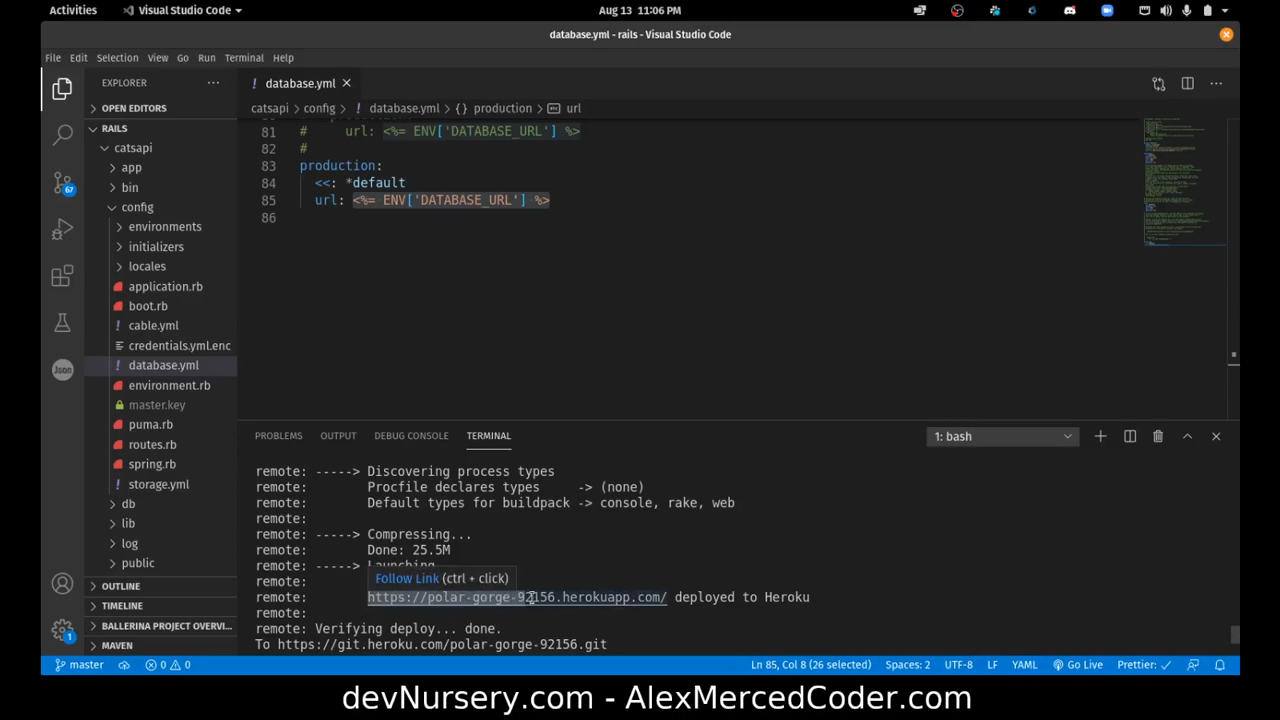 Activities
Visual Studio Code
Aug 13 11:06 PM
database.yml - rails - Visual Studio Code
File Edit Selection View Go Run Terminal Help
EXPLORER
! database.yml
OPEN EDITORS
catsapi > config > ! database.yml > {} production > url
RAILS
catsapi
app
bin
config
environments
initializers
locales
application.rb
boot.rb
cable.yml
credentials.yml.enc
! database.yml
environment.rb
master.key
puma.rb
routes.rb
spring.rb
! storage.yml
db
lib
log
public
OUTLINE
TIMELINE
BALLERINA PROJECT OVERVI...
MAVEN
67
Json
1
81 # url: <%= ENV['DATABASE_URL'] %>
82 #
83 production:
84 <<: *default
85 url: <%= ENV['DATABASE_URL'] %>
86
PROBLEMS OUTPUT DEBUG CONSOLE TERMINAL
1: bash
remote: -----> Discovering process types
remote: Procfile declares types -> (none)
remote: Default types for buildpack -> console, rake, web
remote:
remote: -----> Compressing...
remote: Done: 25.5M
remote: -----> Launching...
Follow Link (ctrl + click)
remote:
remote: https://polar-gorge-92156.herokuapp.com/ deployed to Heroku
remote:
remote: Verifying deploy... done.
To https://git.heroku.com/polar-gorge-92156.git
master
0 0
Ln 85, Col 8 (26 selected)
Spaces: 2
UTF-8
LF
YAML
Go Live
Prettier: ✓
devNursery.com - AlexMercedCoder.com